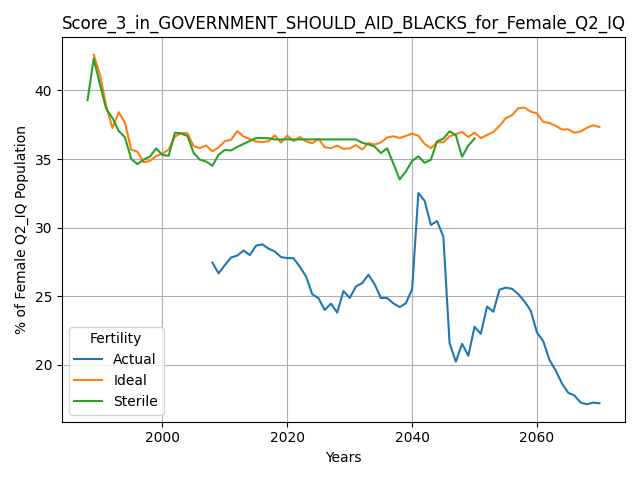 Score_3_in_GOVERNMENT_SHOULD_AID_BLACKS_for_Female_Q2_IQ
% of Female Q2_IQ Population
40
35
30
25
20
Fertility
Actual
Ideal
Sterile
2000
2020
2040
2060
Years